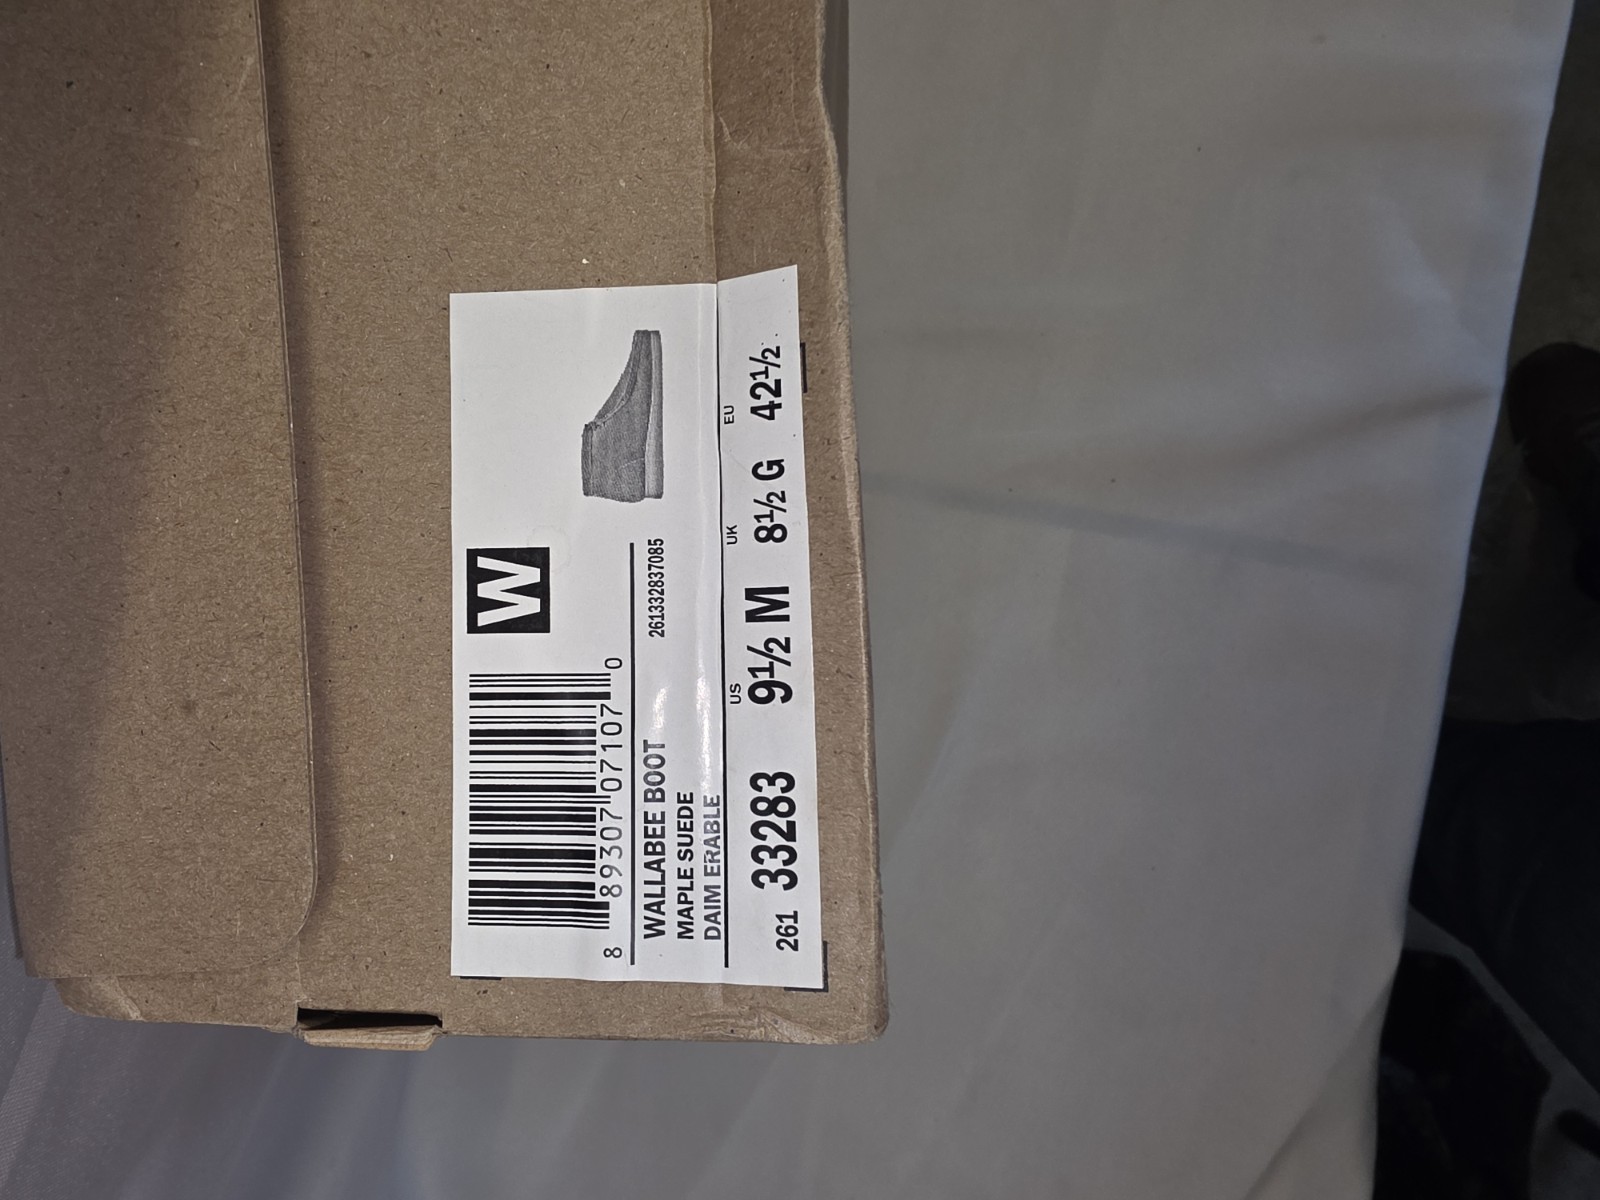 8 89307 07107 0
W
WALLABEE BOOT
MAPLE SUEDE 261332837085
DAIM ERABLE
US UK EU
261 33283 9½ M 8½ G 42½